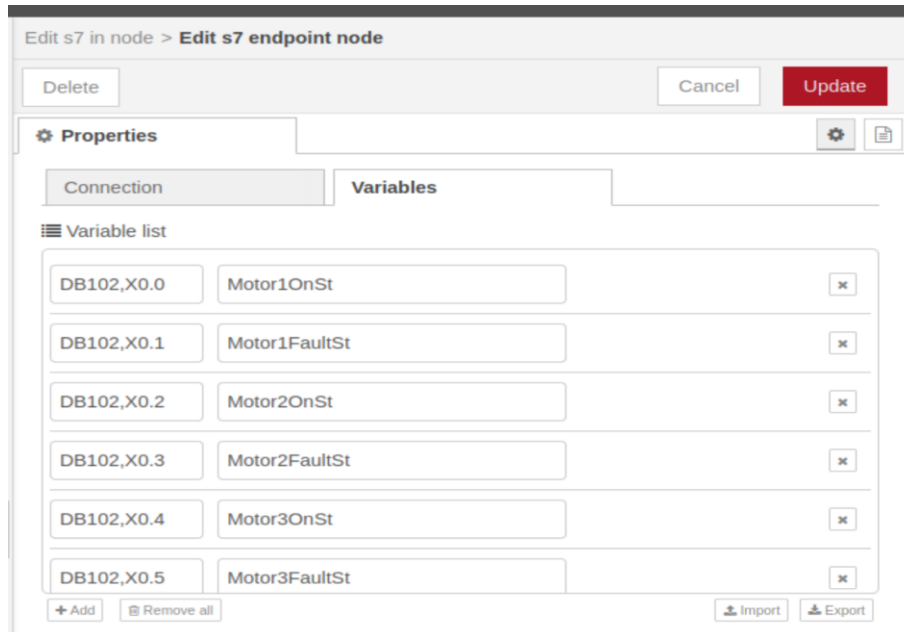 Edit s7 in node > Edit s7 endpoint node
Delete Cancel Update
Properties
Connection Variables
Variable list
DB102,X0.0 Motor1OnSt
DB102,X0.1 Motor1FaultSt
DB102,X0.2 Motor2OnSt
DB102,X0.3 Motor2FaultSt
DB102,X0.4 Motor3OnSt
DB102,X0.5 Motor3FaultSt
Add Remove all Import Export